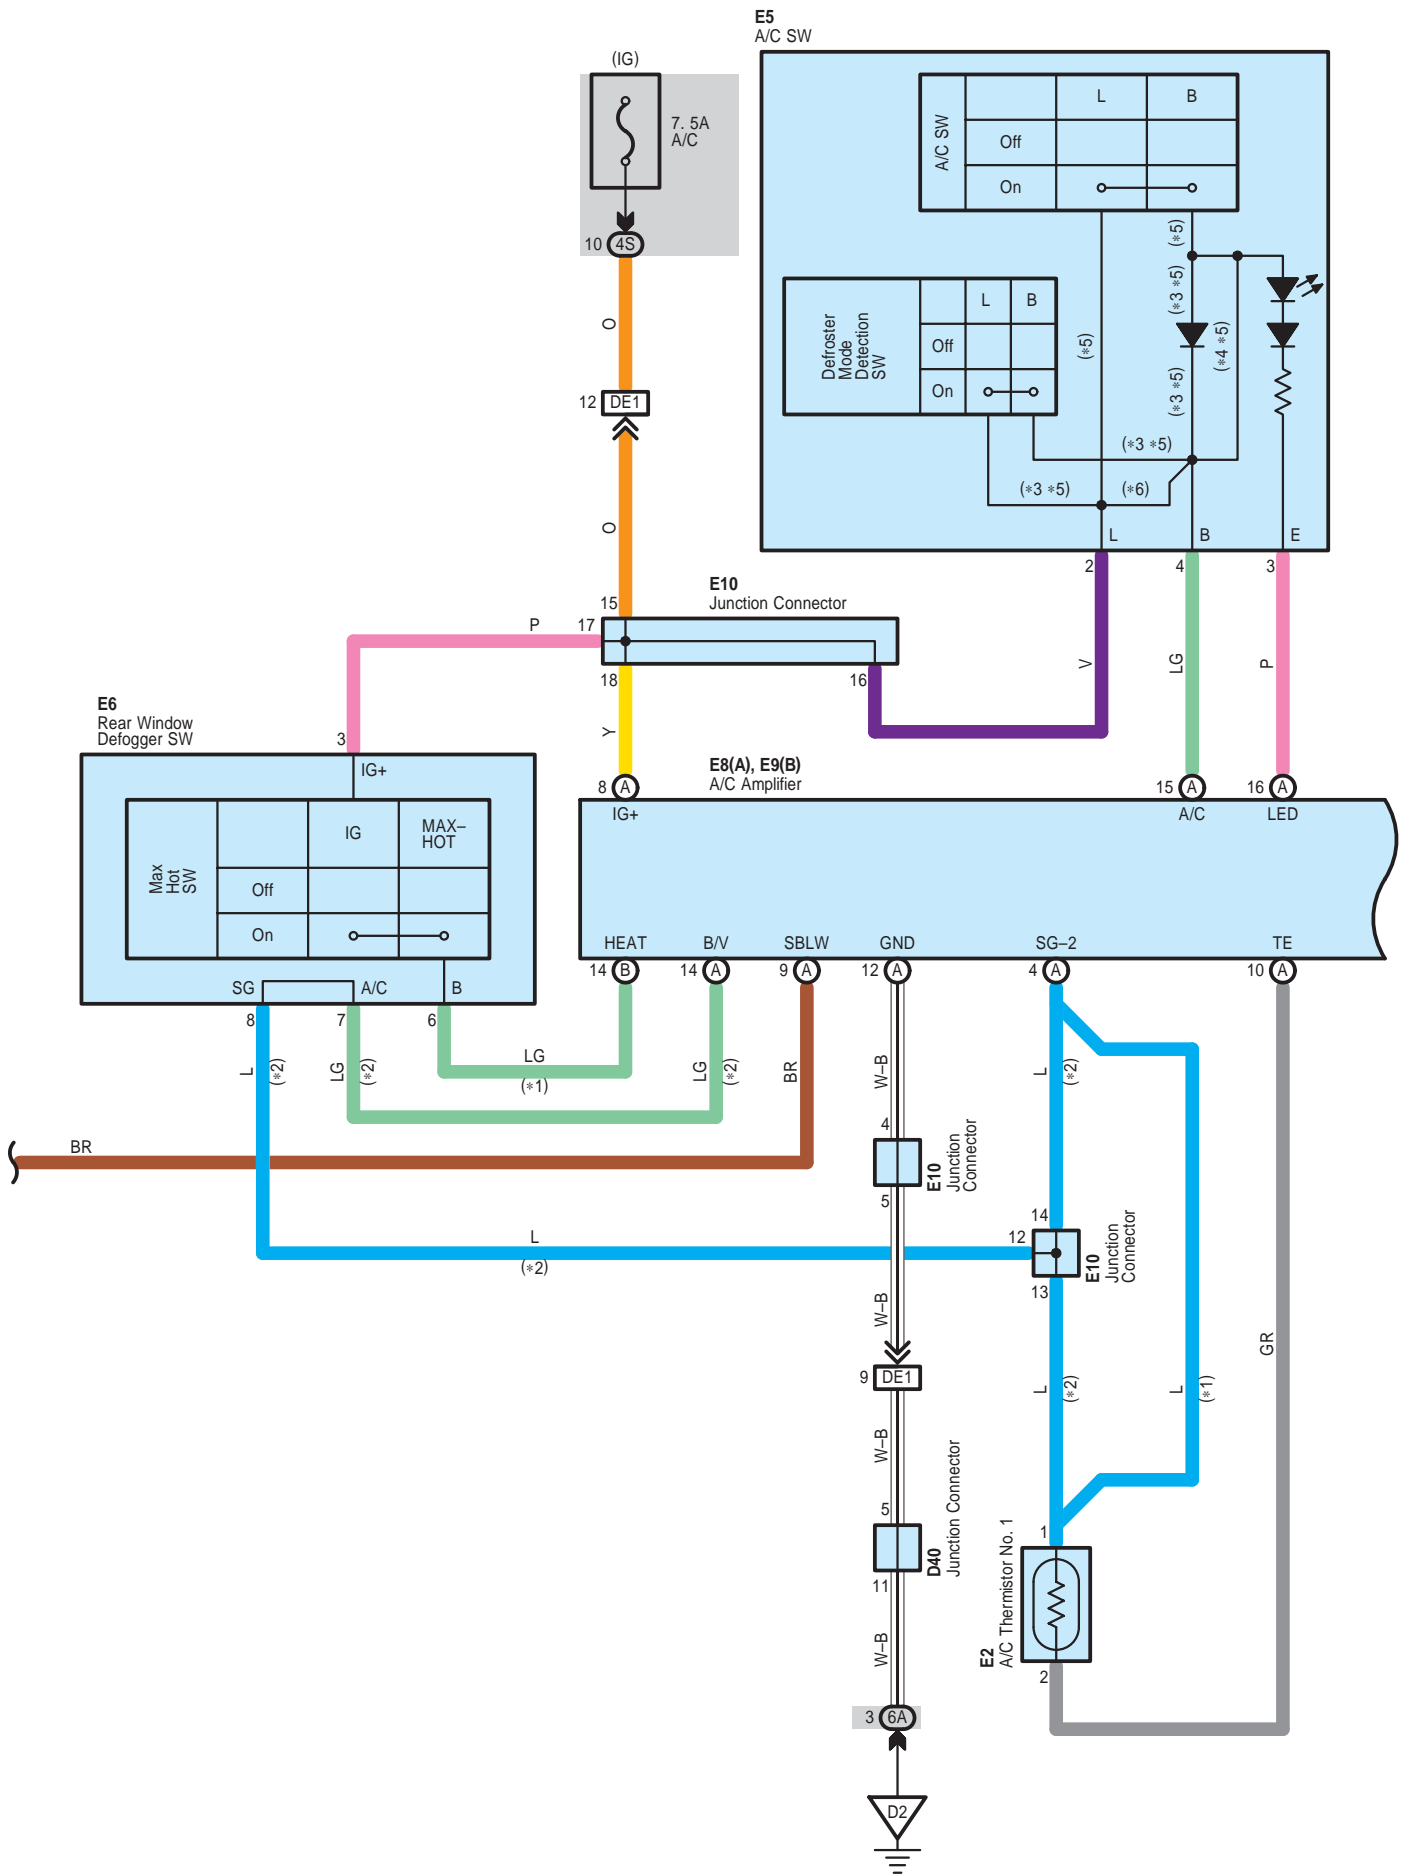 E5
A/C SW
(IG)
7. 5A
A/C
10 4S
O
12 DE1
O
A/C SW
L B
Off
On
(*5)
(*3 *5)
(*4 *5)
(*3 *5)
(*5)
Defroster
Mode
Detection
SW
L B
Off
On
(*3 *5)
(*3 *5) (*6)
L B E
2 4 3
E10
Junction Connector
15
17
P
18 16
V LG P
Y
E6
Rear Window
Defogger SW
3
IG+
Max
Hot
SW
IG MAX–
HOT
Off
On
SG A/C B
8 7 6
E8(A), E9(B)
A/C Amplifier
8 A 15 A 16 A
IG+ A/C LED
HEAT B/V SBLW GND SG–2 TE
14 B 14 A 9 A 12 A 4 A 10 A
L (*2)
LG (*2)
LG
(*1)
LG (*2)
BR
W–B
L (*2)
BR
4
E10
Junction
Connector
5
L
(*2)
14
12
13
E10
Junction
Connector
W–B
9 DE1
W–B
L (*2)
L (*1)
GR
5
D40
Junction Connector
11
W–B
1
E2
A/C Thermistor No. 1
2
3 6A
D2